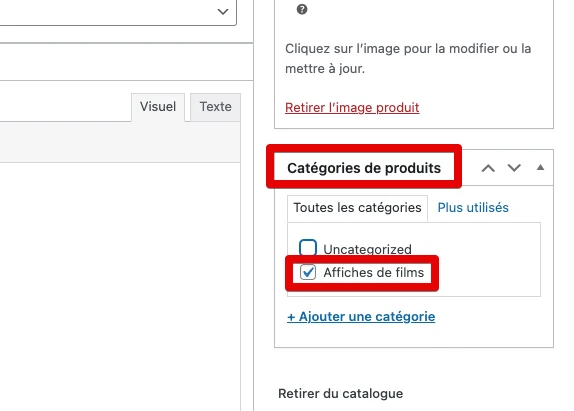 Cliquez sur l'image pour la modifier ou la
mettre à jour.
Retirer l'image produit
Visuel
Texte
Catégories de produits
Toutes les catégories
Plus utilisés
Uncategorized
Affiches de films
+ Ajouter une catégorie
Retirer du catalogue